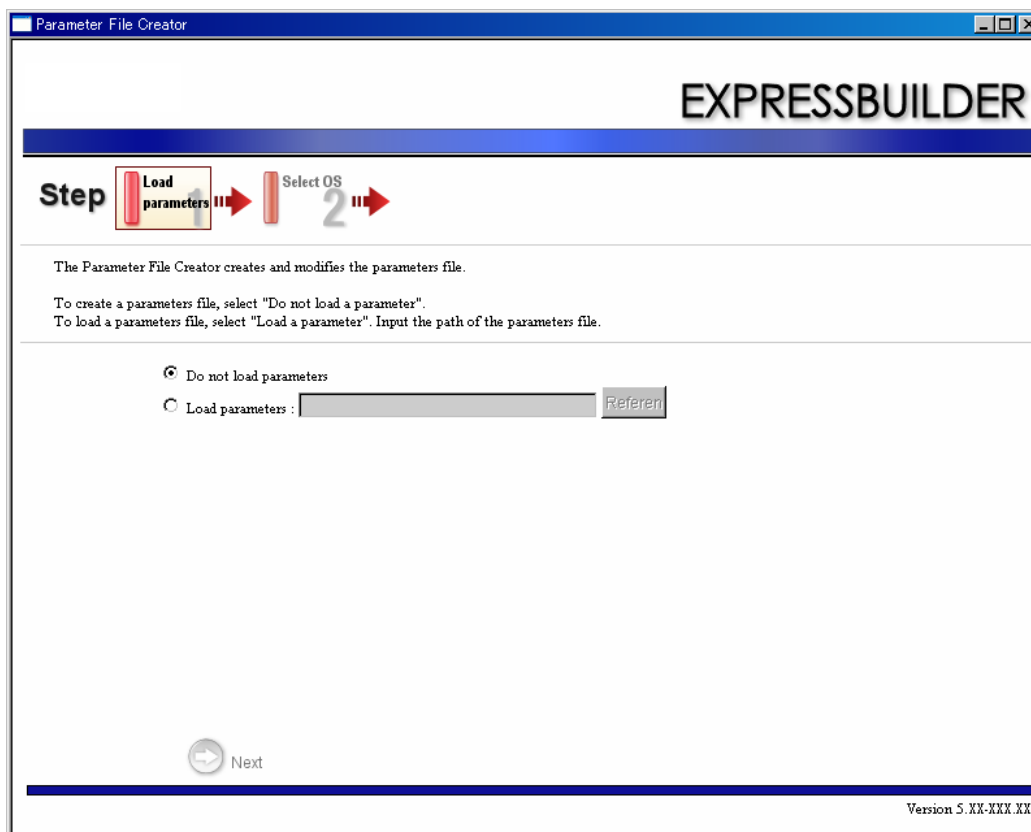 Parameter File Creator
EXPRESSBUILDER
Step
Load
parameters 1
Select OS
2
The Parameter File Creator creates and modifies the parameters file.
To create a parameters file, select "Do not load a parameter".
To load a parameters file, select "Load a parameter". Input the path of the parameters file.
Do not load parameters
Load parameters :
Referen
Next
Version 5.XX-XXX.XX